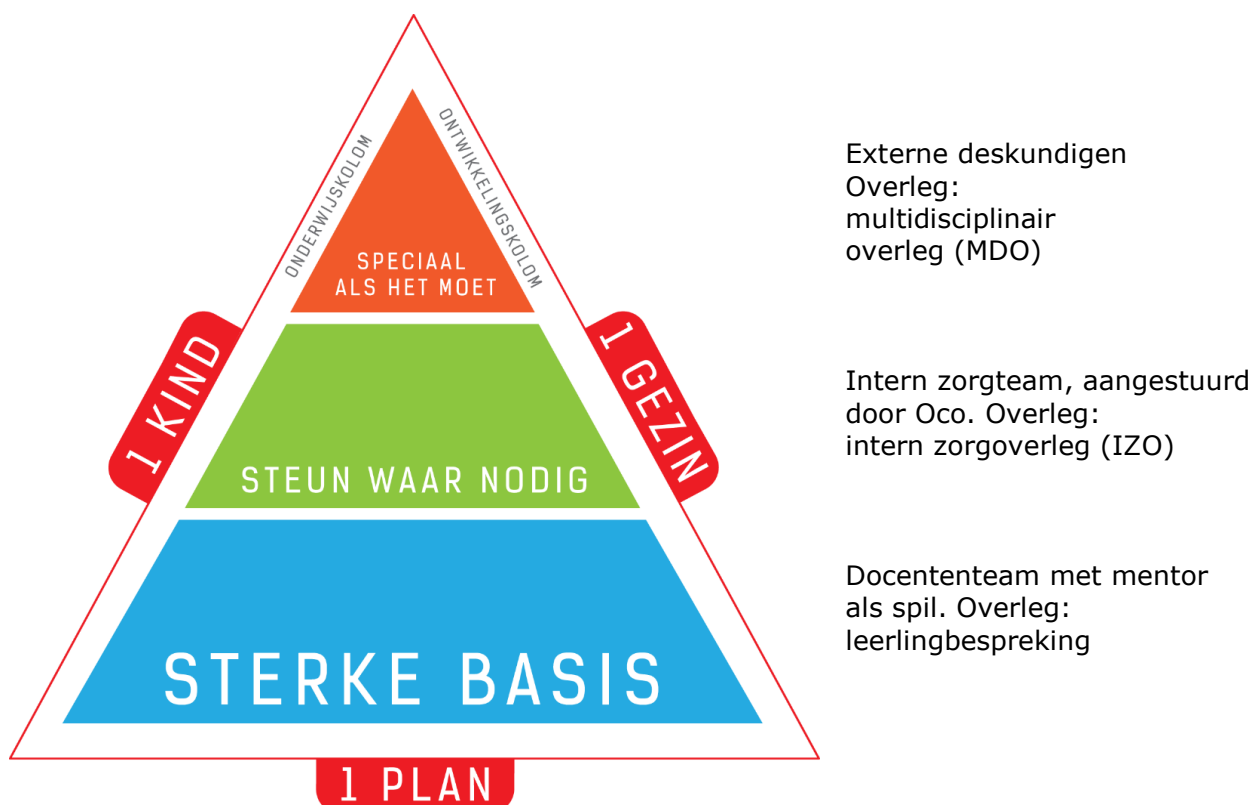 ONDERWIJSKOLOM
ONTWIKKELINGSKOLOM
SPECIAAL
ALS HET MOET
Externe deskundigen
Overleg:
multidisciplinair
overleg (MDO)
1 KIND
1 GEZIN
STEUN WAAR NODIG
Intern zorgteam, aangestuurd
door Oco. Overleg:
intern zorgoverleg (IZO)
STERKE BASIS
Docententeam met mentor
als spil. Overleg:
leerlingbespreking
1 PLAN